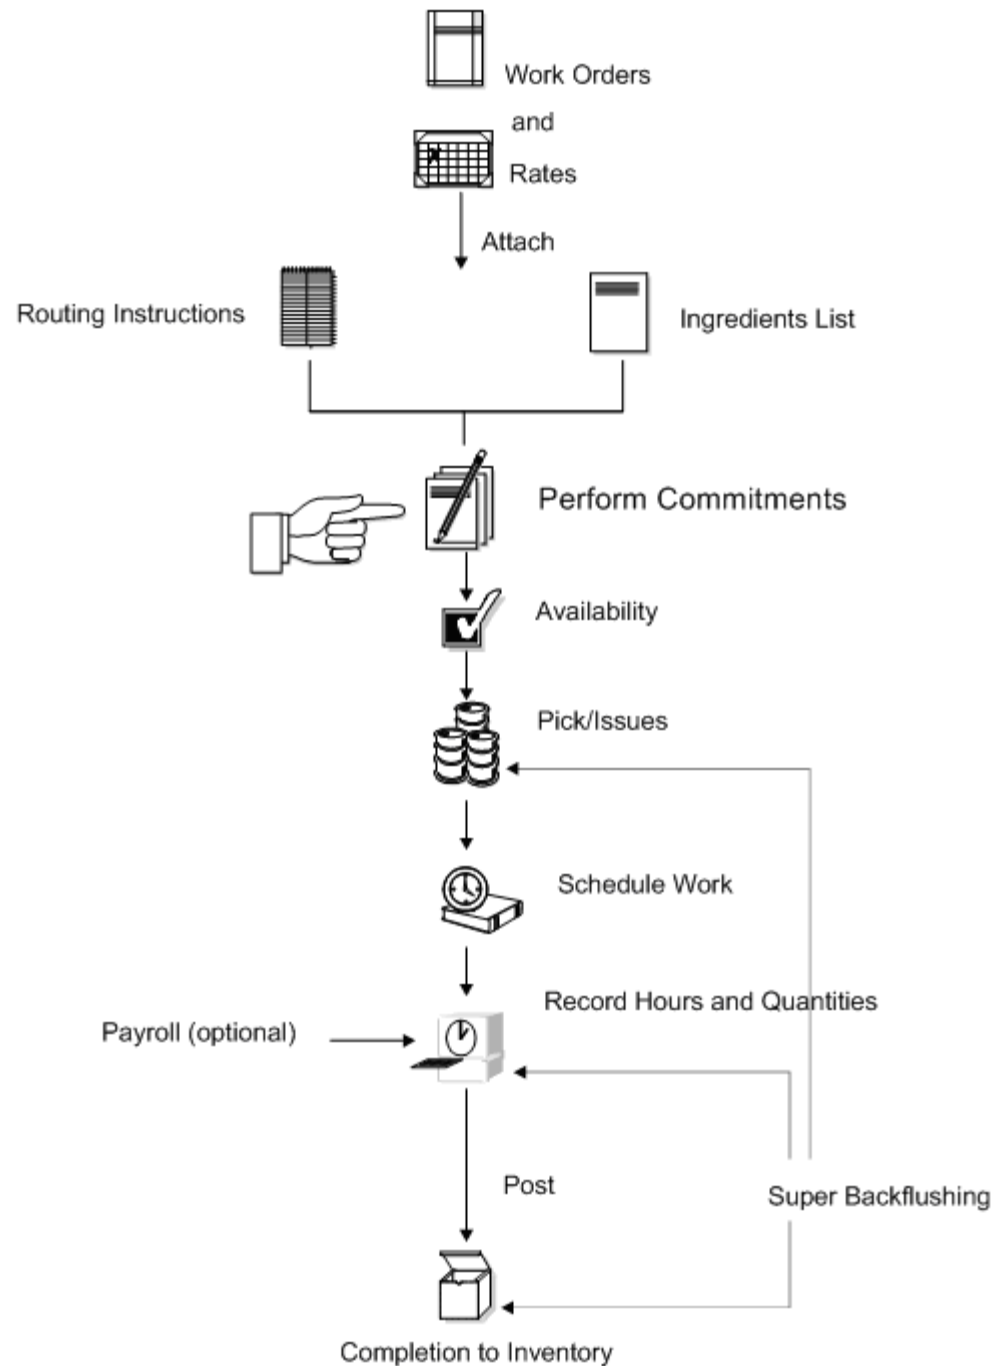 Work Orders
and
Rates
Attach
Routing Instructions
Ingredients List
Perform Commitments
Availability
Pick/Issues
Schedule Work
Record Hours and Quantities
Payroll (optional)
Post
Super Backflushing
Completion to Inventory